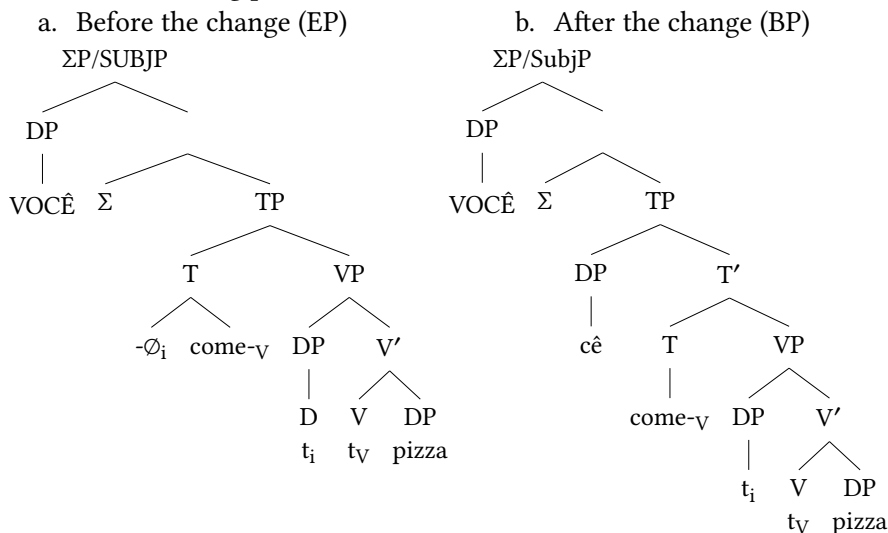 a. Before the change (EP) b. After the change (BP)
ΣP/SUBJP ΣP/SubjP
DP DP
VOCÊ Σ TP VOCÊ Σ TP
T VP DP T′
-∅i come-V DP V′ cê T VP
D V DP come-V DP V′
ti tV pizza ti V DP
tV pizza